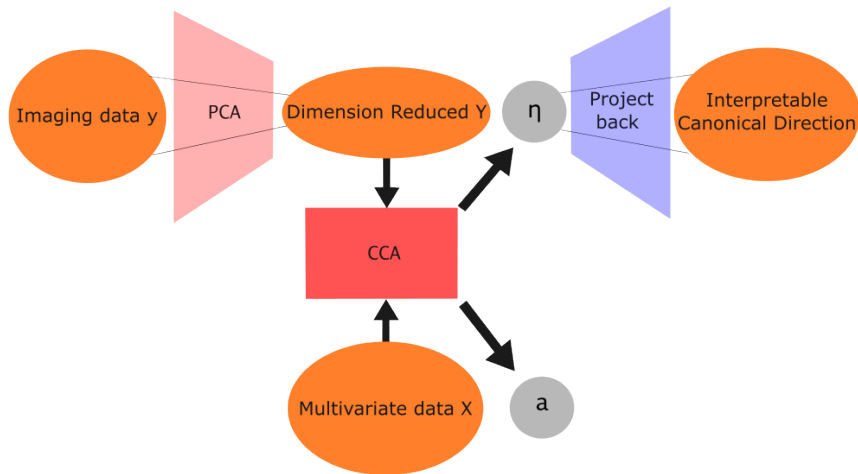 Imaging data y
PCA
Dimension Reduced Y
η
Project
back
Interpretable
Canonical Direction
CCA
Multivariate data X
a